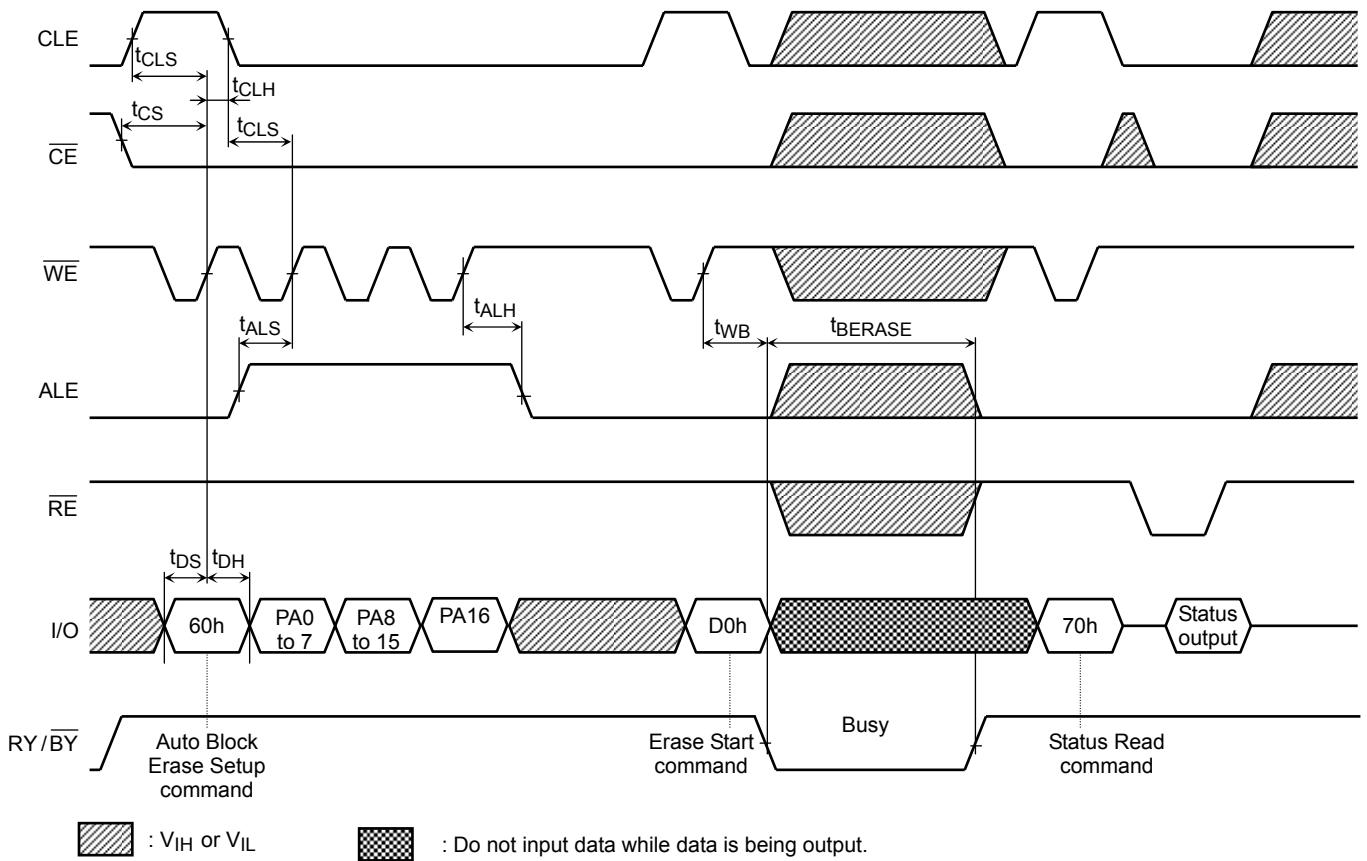 CLE
tCLS
tCLH
tCS
tCLS
CE
WE
tALS
tALH
tWB
tBERASE
ALE
RE
tDS
tDH
I/O
60h
PA0
to 7
PA8
to 15
PA16
D0h
70h
Status
output
RY/BY
Busy
Auto Block
Erase Setup
command
Erase Start
command
Status Read
command
: VIH or VIL
: Do not input data while data is being output.